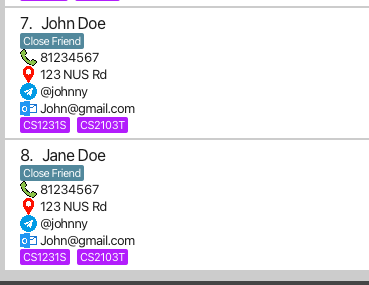 7. John Doe
Close Friend
81234567
123 NUS Rd
@johnny
John@gmail.com
CS1231S CS2103T
8. Jane Doe
Close Friend
81234567
123 NUS Rd
@johnny
John@gmail.com
CS1231S CS2103T